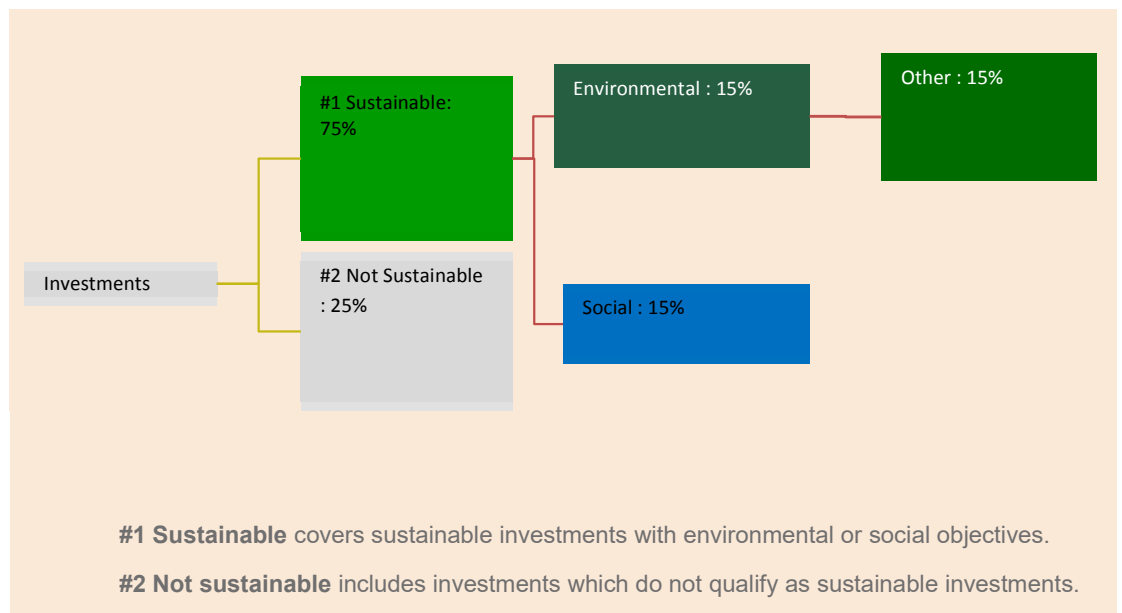 #1 Sustainable:
75%
Environmental : 15%
Other : 15%
Investments
#2 Not Sustainable
: 25%
Social : 15%
#1 Sustainable covers sustainable investments with environmental or social objectives.
#2 Not sustainable includes investments which do not qualify as sustainable investments.